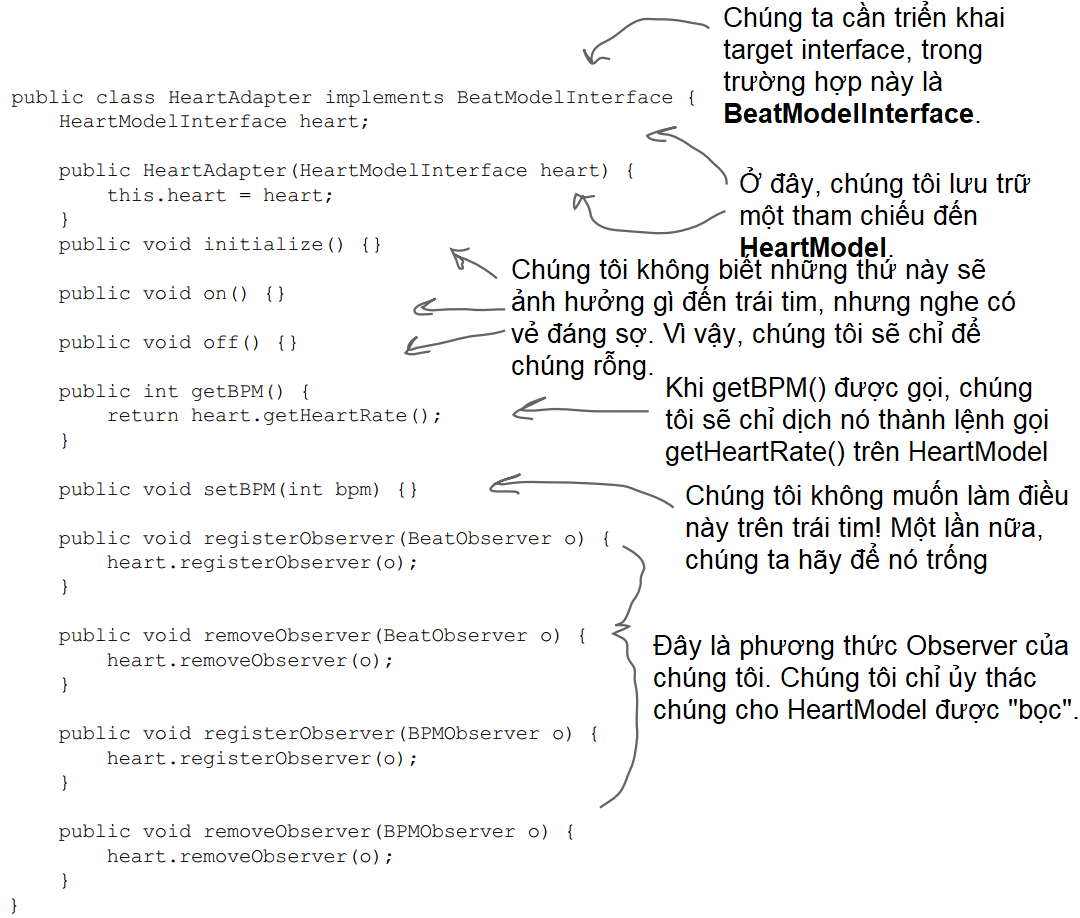 Chúng ta cần triển khai
target interface, trong
trường hợp này là
BeatModelInterface.
public class HeartAdapter implements BeatModelInterface {
HeartModelInterface heart;
public HeartAdapter(HeartModelInterface heart) {
this.heart = heart;
}
Ở đây, chúng tôi lưu trữ
một tham chiếu đến
HeartModel.
public void initialize() {}
public void on() {}
public void off() {}
Chúng tôi không biết những thứ này sẽ
ảnh hưởng gì đến trái tim, nhưng nghe có
vẻ đáng sợ. Vì vậy, chúng tôi sẽ chỉ để
chúng rỗng.
public int getBPM() {
return heart.getHeartRate();
}
Khi getBPM() được gọi, chúng
tôi sẽ chỉ dịch nó thành lệnh gọi
getHeartRate() trên HeartModel
public void setBPM(int bpm) {}
Chúng tôi không muốn làm điều
này trên trái tim! Một lần nữa,
chúng ta hãy để nó trống
public void registerObserver(BeatObserver o) {
heart.registerObserver(o);
}
public void removeObserver(BeatObserver o) {
heart.removeObserver(o);
}
Đây là phương thức Observer của
chúng tôi. Chúng tôi chỉ ủy thác
chúng cho HeartModel được "bọc".
public void registerObserver(BPMObserver o) {
heart.registerObserver(o);
}
public void removeObserver(BPMObserver o) {
heart.removeObserver(o);
}
}